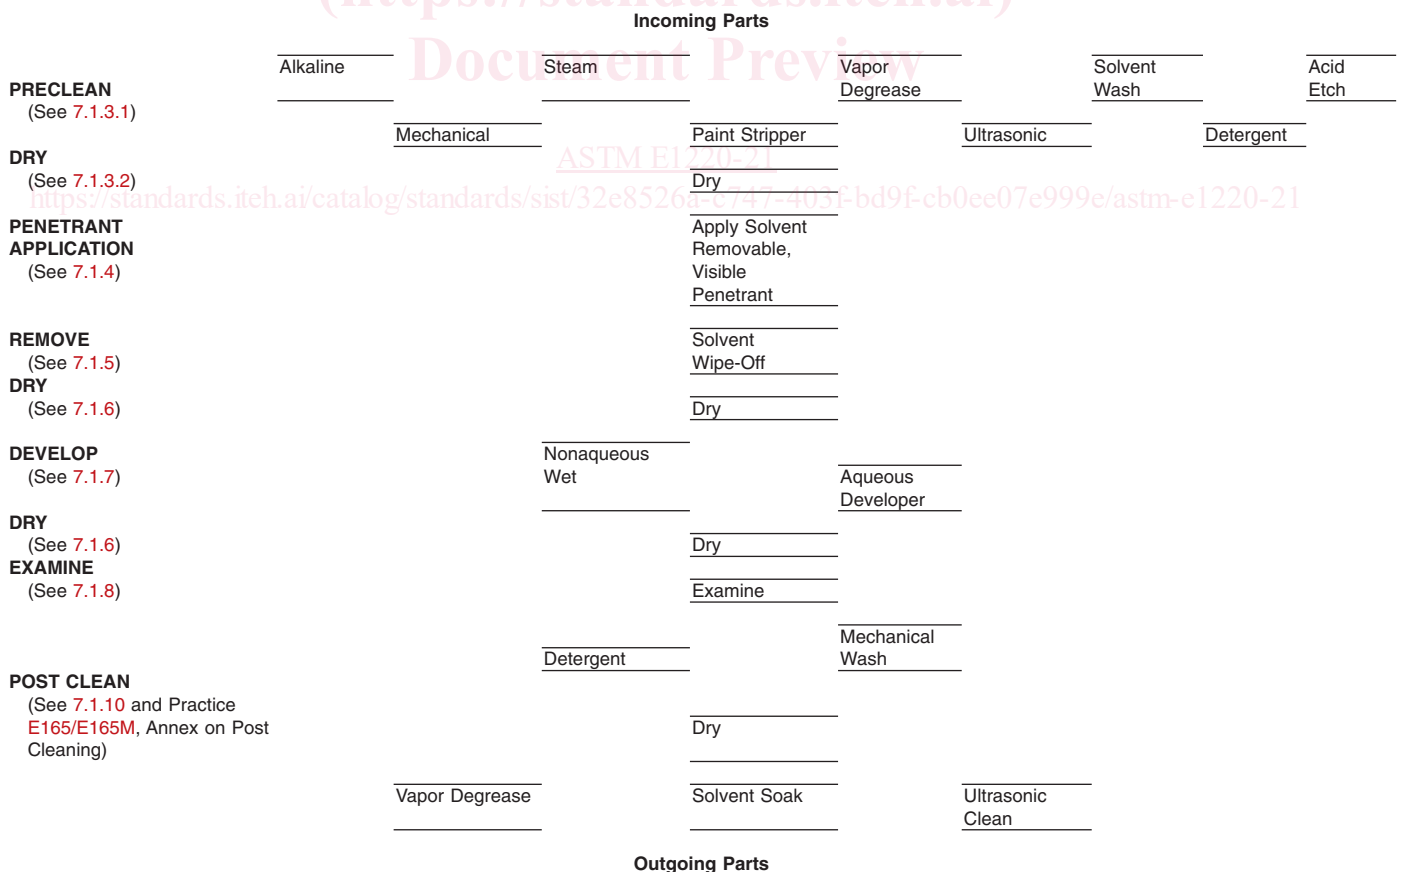 (https://standards.iteh.ai)
Incoming Parts
Document Preview
Alkaline Steam Vapor Solvent Acid
PRECLEAN Degrease Wash Etch
(See 7.1.3.1)
Mechanical Paint Stripper Ultrasonic Detergent
DRY ASTM E1220-21
(See 7.1.3.2) Dry
https://standards.iteh.ai/catalog/standards/sist/32e8526a-c747-403f-bd9f-cb0ee07e999e/astm-e1220-21
PENETRANT Apply Solvent
APPLICATION Removable,
(See 7.1.4) Visible
Penetrant
REMOVE Solvent
(See 7.1.5) Wipe-Off
DRY
(See 7.1.6) Dry
DEVELOP Nonaqueous
(See 7.1.7) Wet Aqueous
Developer
DRY
(See 7.1.6) Dry
EXAMINE
(See 7.1.8) Examine
Mechanical
Detergent Wash
POST CLEAN
(See 7.1.10 and Practice
E165/E165M, Annex on Post Dry
Cleaning)
Vapor Degrease Solvent Soak Ultrasonic
Clean
Outgoing Parts